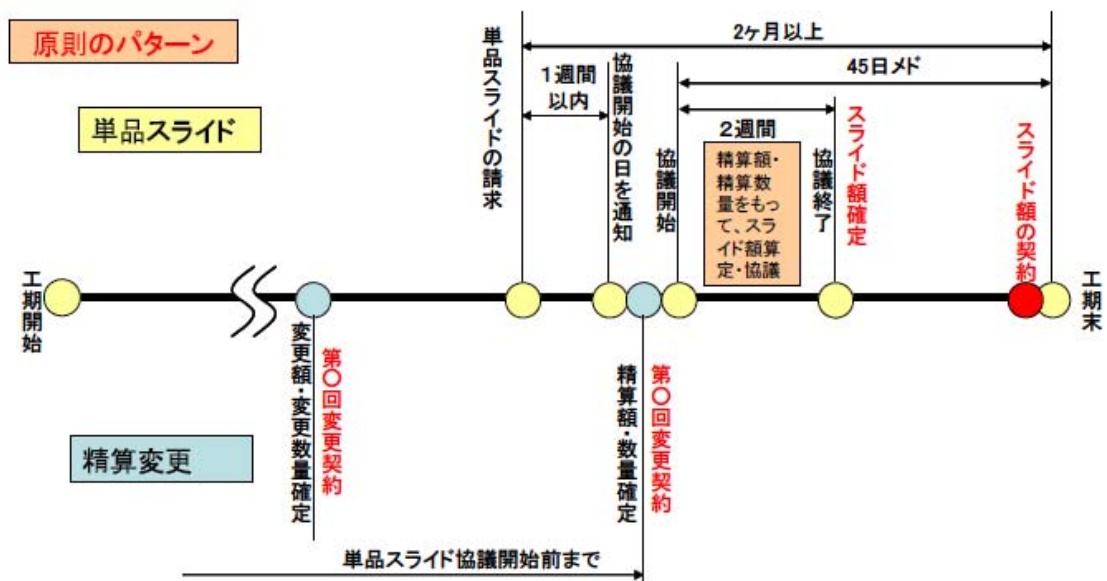 原則のパターン
単品スライド
2ヶ月以上
45日メド
1週間
以内
2週間
単品スライドの請求
協議開始の日を通知
協議開始
精算額・
精算数
量をもっ
て、スラ
イド額算
定・協議
協議終了
スライド額確定
スライド額の契約
工期開始
工期末
変更額・変更数量確定
第〇回変更契約
精算額・数量確定
第〇回変更契約
精算変更
単品スライド協議開始前まで